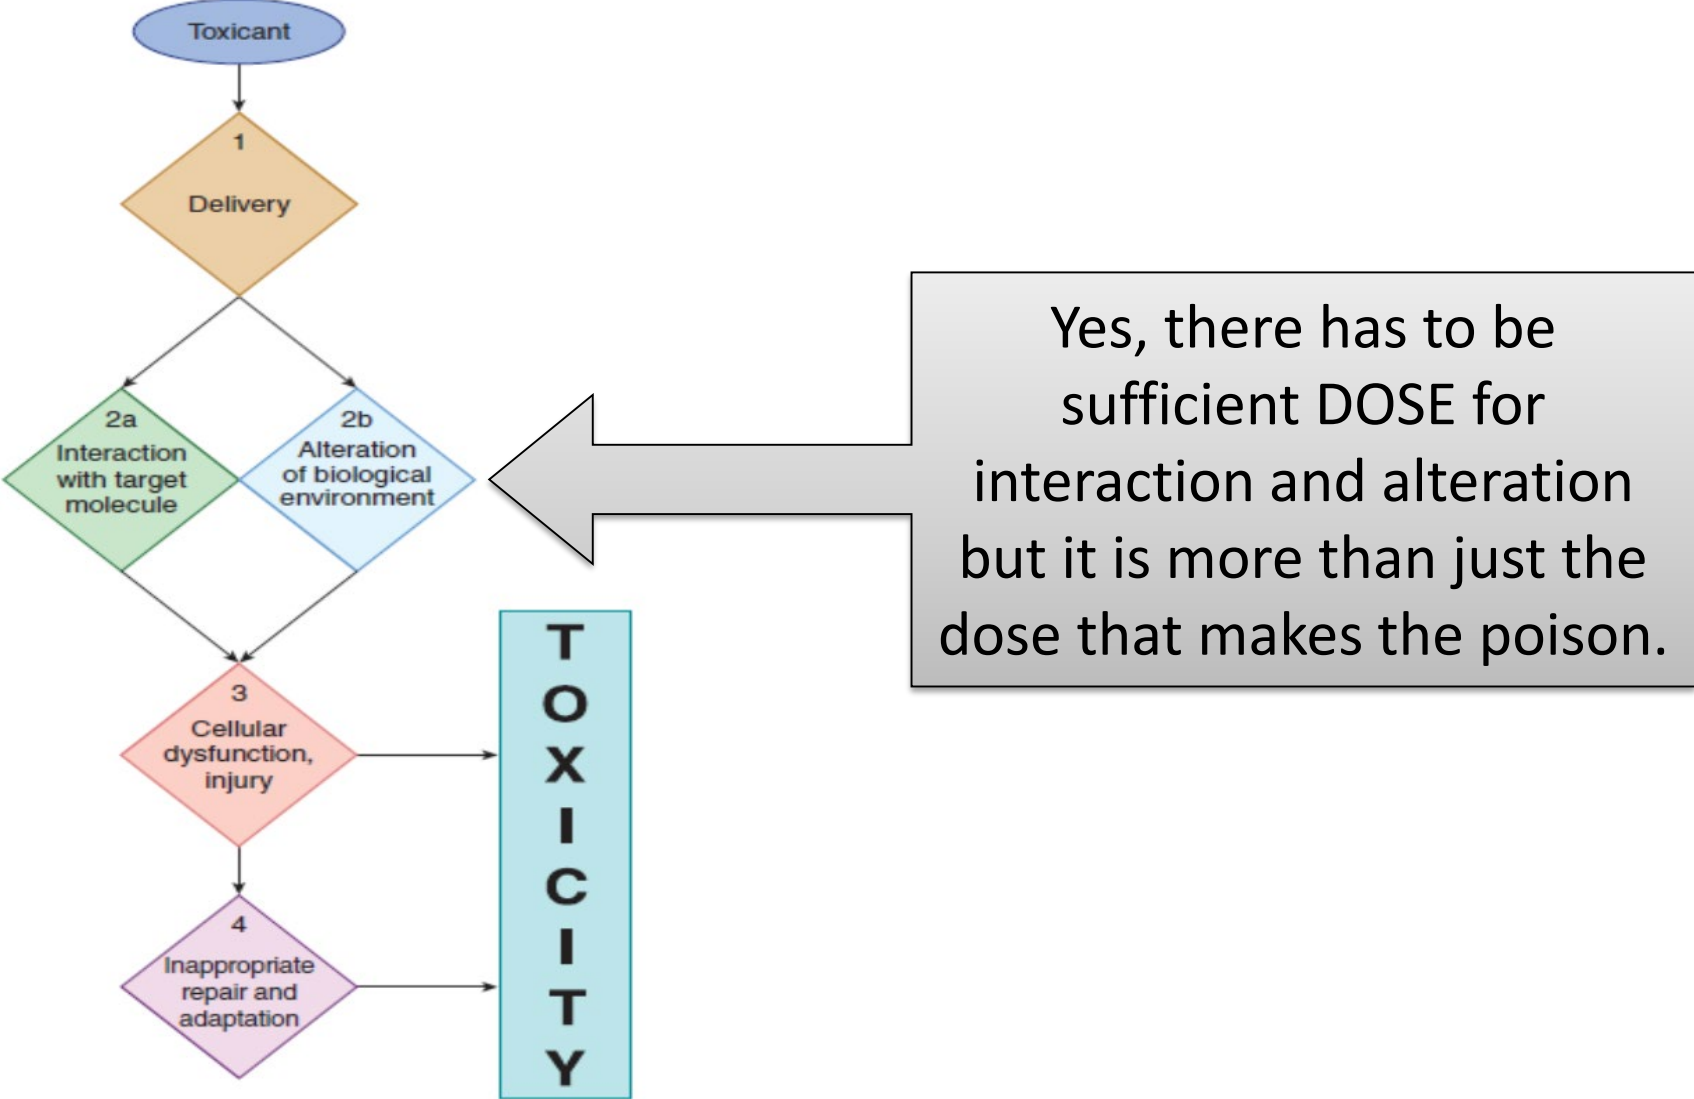 Toxicant
1
Delivery
2a
Interaction
with target
molecule
2b
Alteration
of biological
environment
Yes, there has to be
sufficient DOSE for
interaction and alteration
but it is more than just the
dose that makes the poison.
3
Cellular
dysfunction,
injury
4
Inappropriate
repair and
adaptation
T
O
X
I
C
I
T
Y